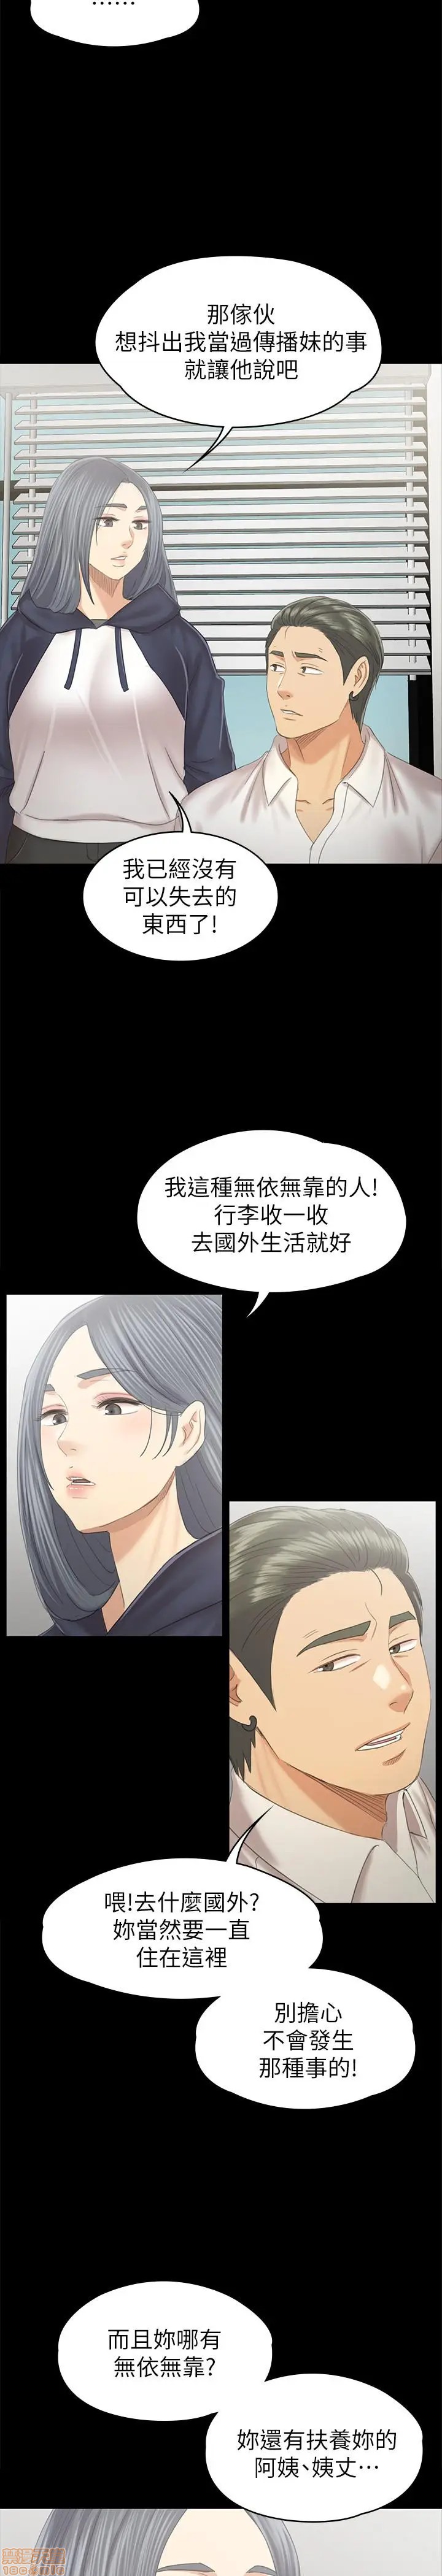 ……
那傢伙
想抖出我當過傳播妹的事
就讓他說吧
我已經沒有
可以失去的
東西了!
我這種無依無靠的人!
行李收一收
去國外生活就好
喂!去什麼國外?
妳當然要一直
住在這裡
別擔心
不會發生
那種事的!
而且妳哪有
無依無靠?
妳還有扶養妳的
阿姨、姨丈…
禁漫天堂
18COMIC